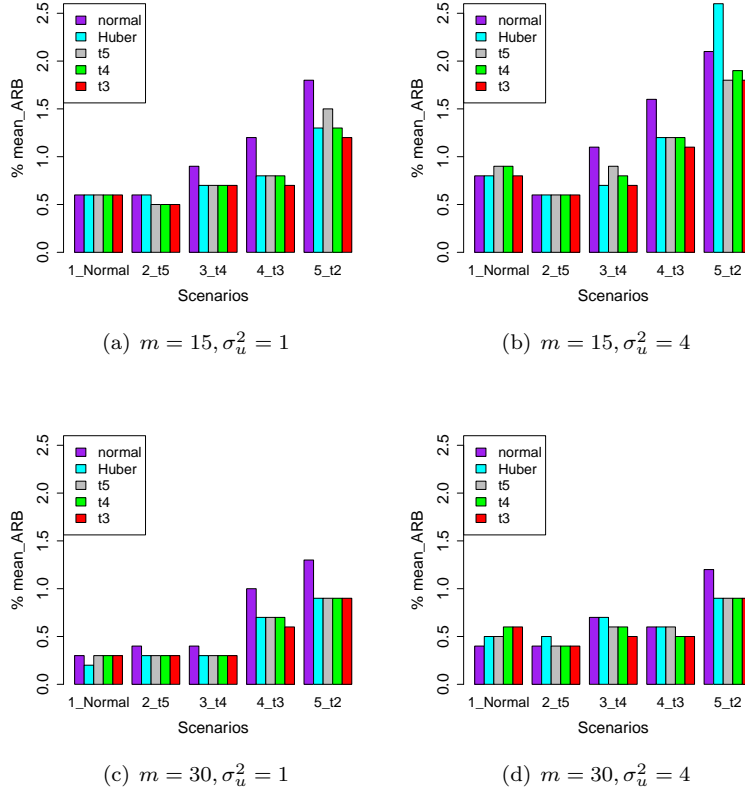 normal
Huber
t5
t4
t3
% mean_ARB
0.0 0.5 1.0 1.5 2.0 2.5
1_Normal 2_t5 3_t4 4_t3 5_t2
Scenarios
(a) m = 15, σ_u^2 = 1
normal
Huber
t5
t4
t3
% mean_ARB
0.0 0.5 1.0 1.5 2.0 2.5
1_Normal 2_t5 3_t4 4_t3 5_t2
Scenarios
(b) m = 15, σ_u^2 = 4
normal
Huber
t5
t4
t3
% mean_ARB
0.0 0.5 1.0 1.5 2.0 2.5
1_Normal 2_t5 3_t4 4_t3 5_t2
Scenarios
(c) m = 30, σ_u^2 = 1
normal
Huber
t5
t4
t3
% mean_ARB
0.0 0.5 1.0 1.5 2.0 2.5
1_Normal 2_t5 3_t4 4_t3 5_t2
Scenarios
(d) m = 30, σ_u^2 = 4